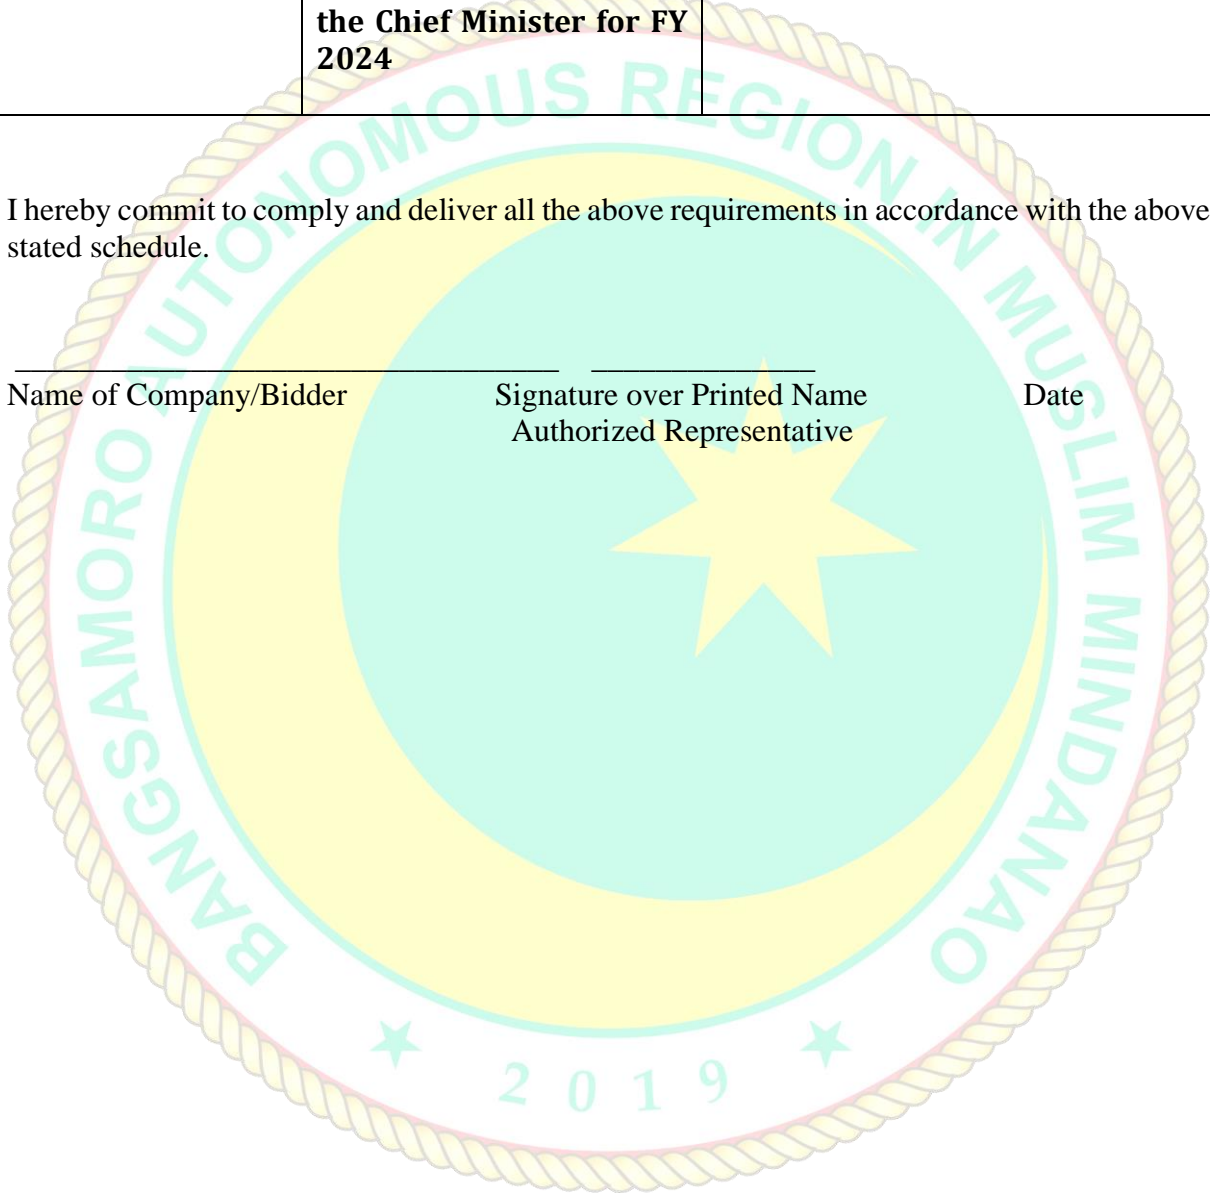 the Chief Minister for FY
2024
I hereby commit to comply and deliver all the above requirements in accordance with the above
stated schedule.
__________________________________ ______________
Name of Company/Bidder Signature over Printed Name Date
Authorized Representative
BANGSAMORO AUTONOMOUS REGION IN MUSLIM MINDANAO
2019